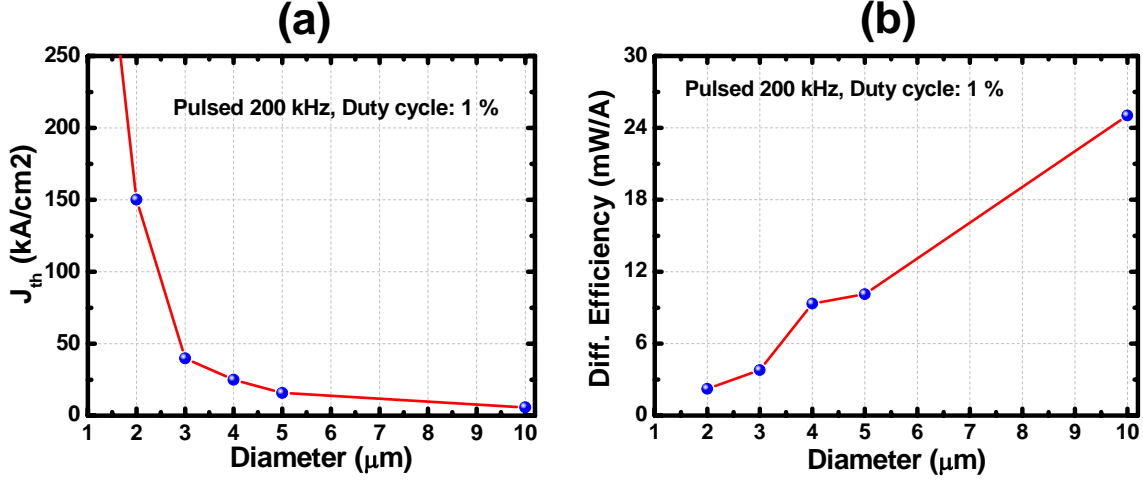 (a)
250
200
150
100
50
0
J_th (kA/cm2)
Pulsed 200 kHz, Duty cycle: 1 %
1 2 3 4 5 6 7 8 9 10
Diameter (μm)
(b)
30
24
18
12
6
0
Diff. Efficiency (mW/A)
Pulsed 200 kHz, Duty cycle: 1 %
1 2 3 4 5 6 7 8 9 10
Diameter (μm)